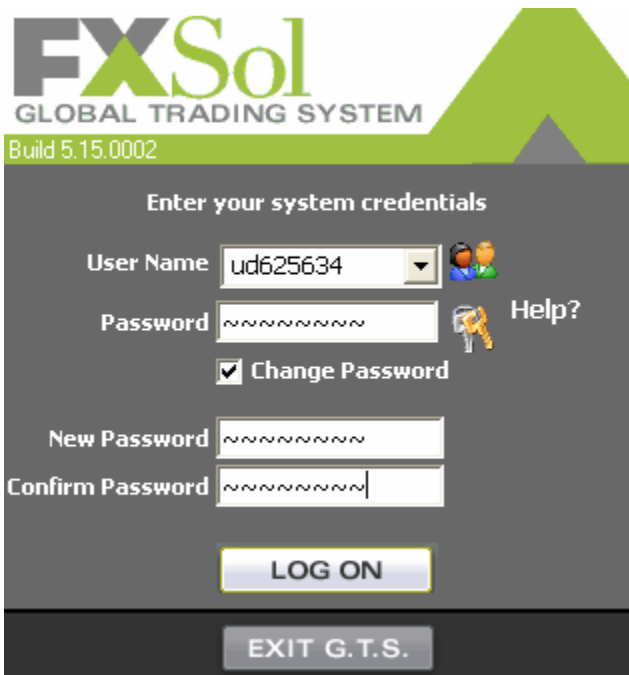 FXSol
GLOBAL TRADING SYSTEM
Build 5.15.0002
Enter your system credentials
User Name ud625634
Password ~~~~~~~~
Help?
Change Password
New Password ~~~~~~~~
Confirm Password ~~~~~~~~
LOG ON
EXIT G.T.S.